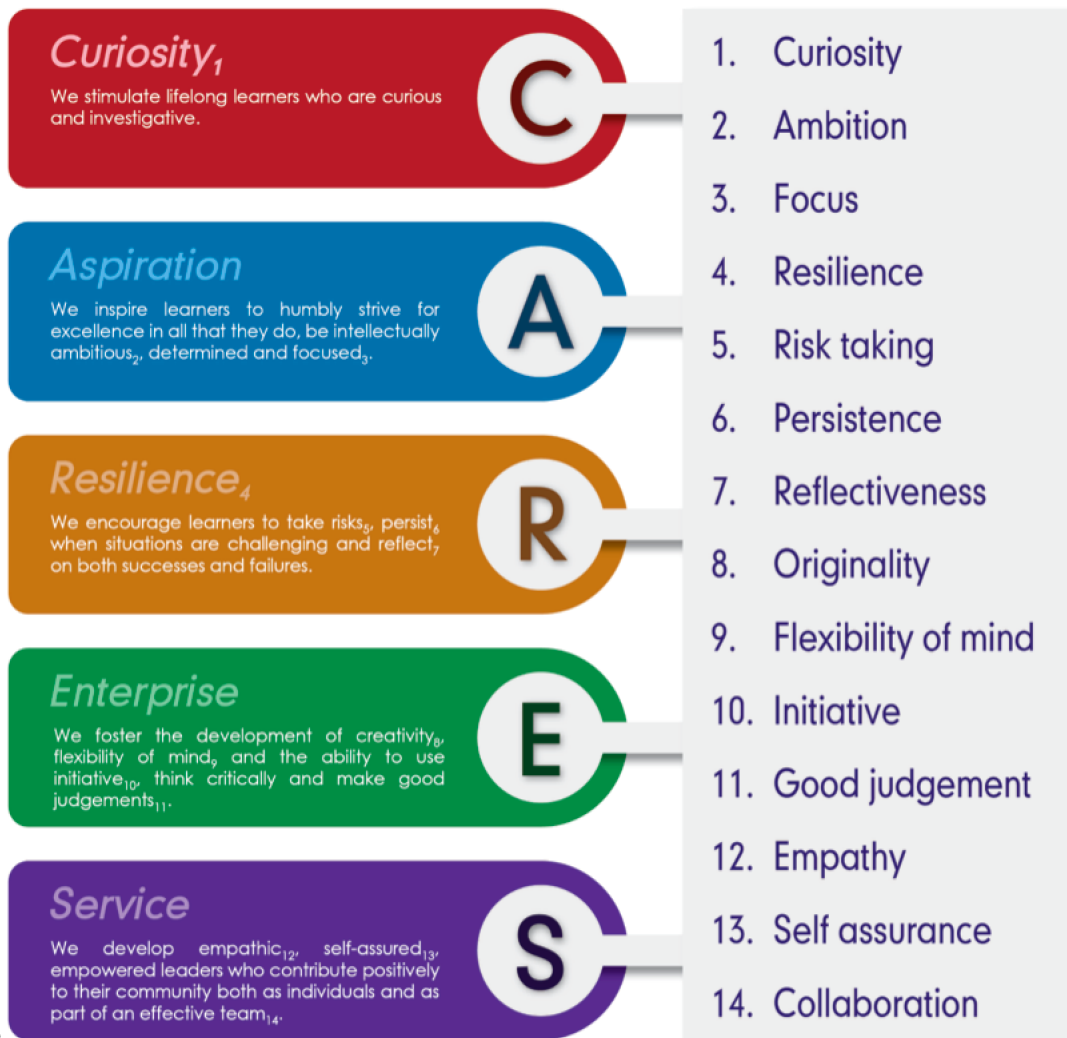 Curiosity₁
We stimulate lifelong learners who are curious
and investigative.
C
Aspiration
We inspire learners to humbly strive for
excellence in all that they do, be intellectually
ambitious₂, determined and focused₃.
A
Resilience₄
We encourage learners to take risks₅, persist₆
when situations are challenging and reflect₇
on both successes and failures.
R
Enterprise
We foster the development of creativity₈,
flexibility of mind₉ and the ability to use
initiative₁₀, think critically and make good
judgements₁₁.
E
Service
We develop empathic₁₂, self-assured₁₃,
empowered leaders who contribute positively
to their community both as individuals and as
part of an effective team₁₄.
S
1. Curiosity
2. Ambition
3. Focus
4. Resilience
5. Risk taking
6. Persistence
7. Reflectiveness
8. Originality
9. Flexibility of mind
10. Initiative
11. Good judgement
12. Empathy
13. Self assurance
14. Collaboration